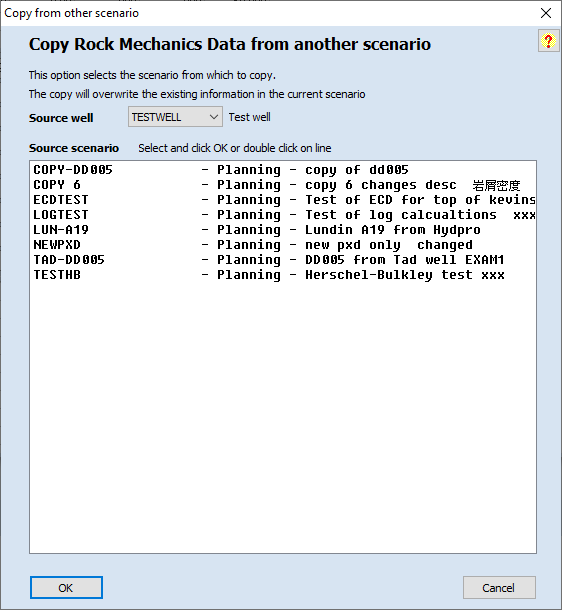 Copy from other scenario
Copy Rock Mechanics Data from another scenario
?
This option selects the scenario from which to copy.
The copy will overwrite the existing information in the current scenario
Source well TESTWELL Test well
Source scenario Select and click OK or double click on line
COPY-DD005 - Planning - copy of dd005
COPY 6 - Planning - copy 6 changes desc 岩屑密度
ECDTEST - Planning - Test of ECD for top of kevins
LOGTEST - Planning - Test of log calcualtions xxx
LUN-A19 - Planning - Lundin A19 from Hydpro
NEWPXD - Planning - new pxd only changed
TAD-DD005 - Planning - DD005 from Tad well EXAM1
TESTHB - Planning - Herschel-Bulkley test xxx
OK Cancel